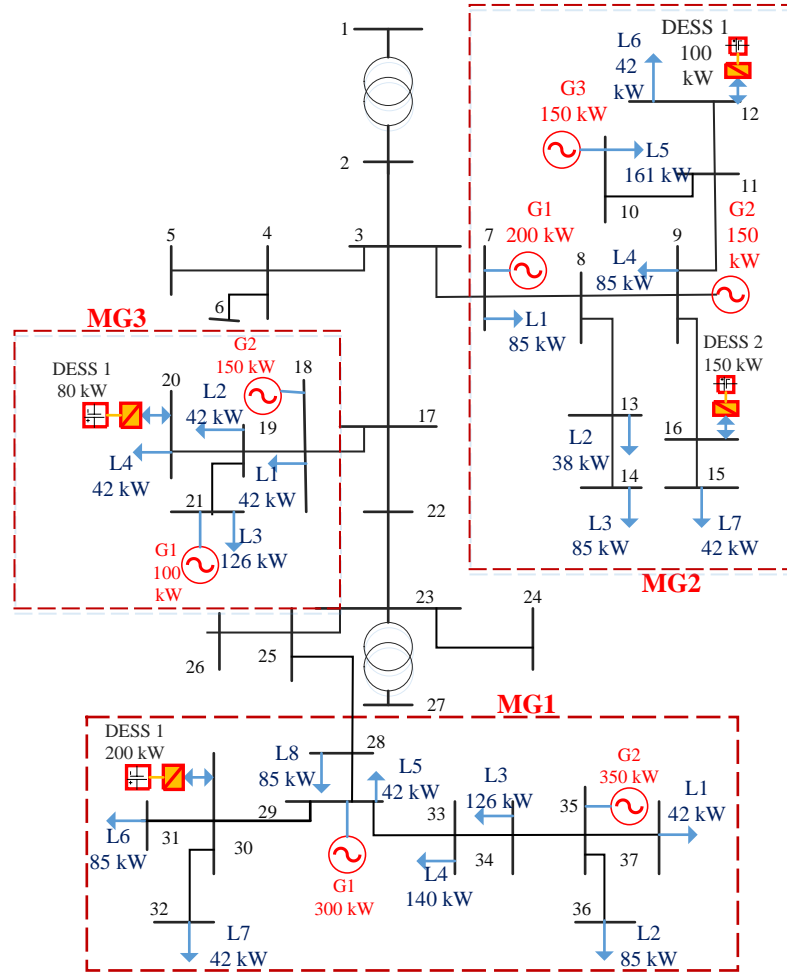 1
2
3
4
5
6
MG2
L6
42
kW
DESS 1
100
kW
12
G3
150 kW
L5
161 kW
11
10
G1
200 kW
7
L1
85 kW
8
L4
85 kW
9
G2
150
kW
DESS 2
150 kW
13
L2
38 kW
14
L3
85 kW
16
15
L7
42 kW
MG3
DESS 1
80 kW
20
G2
150 kW
18
L2
42 kW
19
L4
42 kW
L1
42 kW
21
L3
126 kW
G1
100
kW
17
22
23
24
25
26
27
MG1
DESS 1
200 kW
28
L8
85 kW
L5
42 kW
29
L6
85 kW
31
30
32
L7
42 kW
G1
300 kW
33
L3
126 kW
L4
140 kW
34
G2
350 kW
35
L1
42 kW
37
36
L2
85 kW